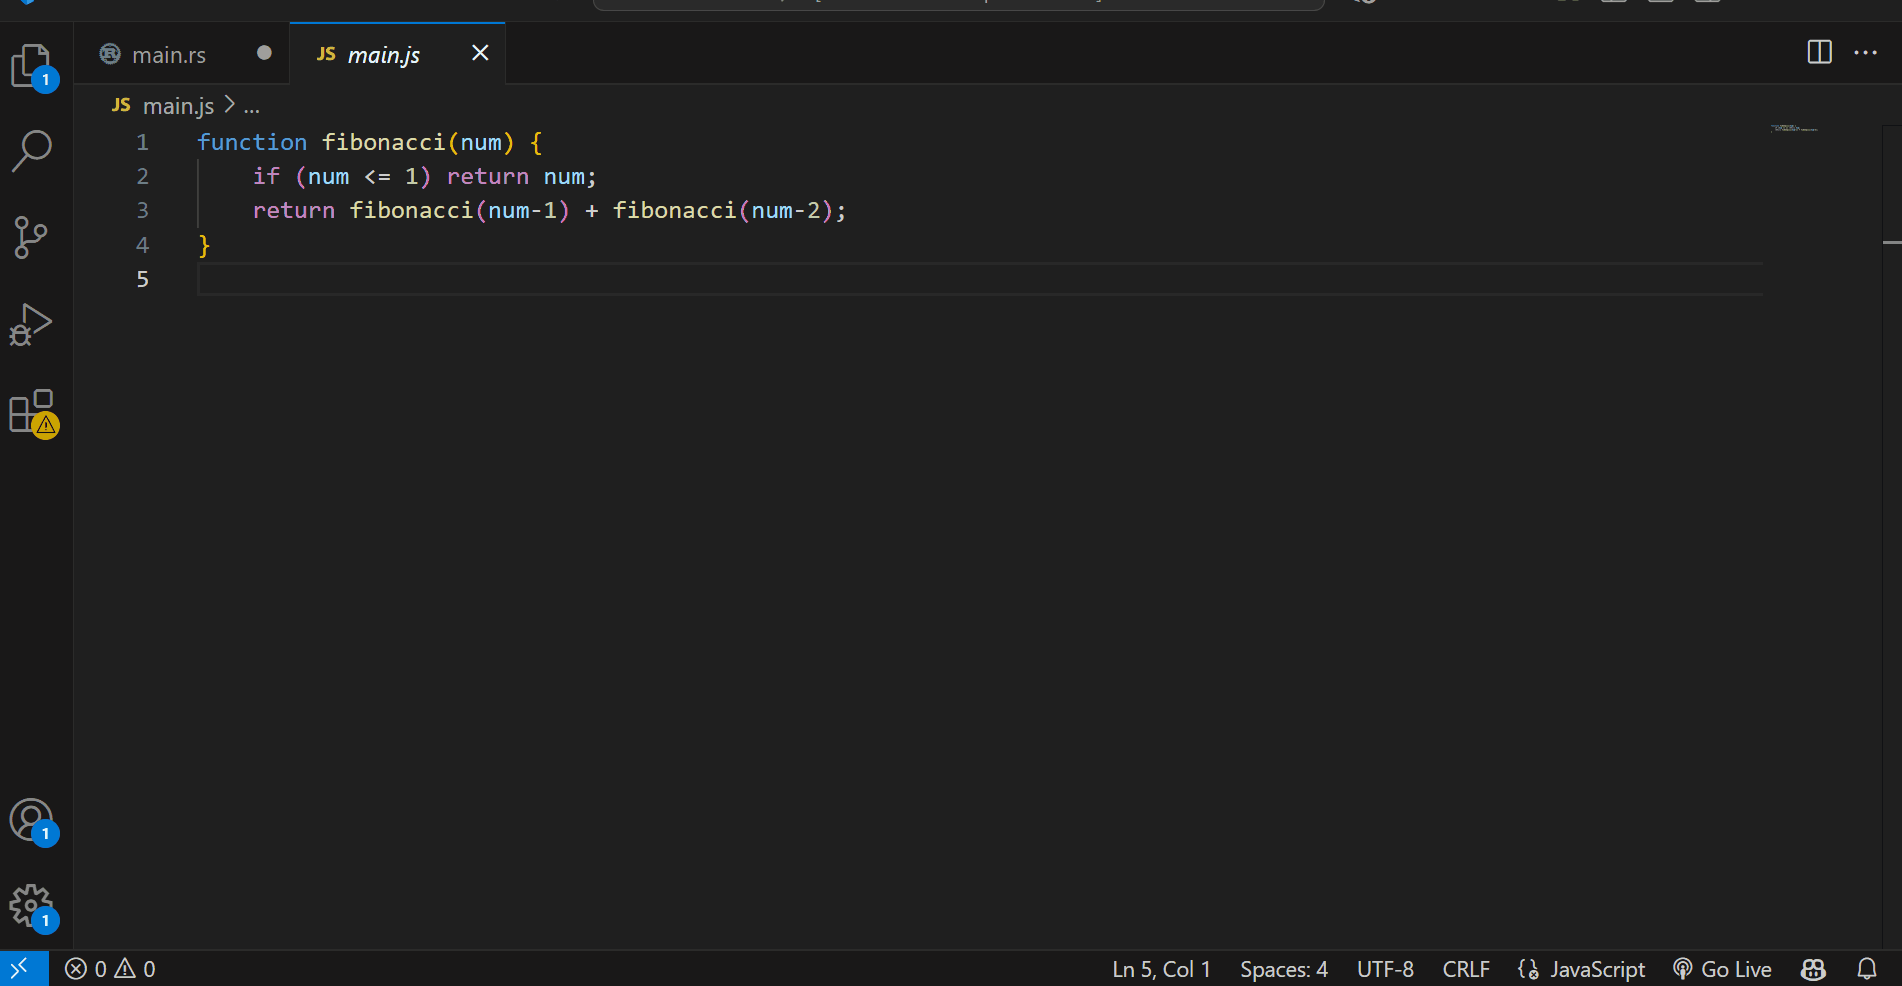 main.rs
JS main.js
JS main.js > ...
1 function fibonacci(num) {
2     if (num <= 1) return num;
3     return fibonacci(num-1) + fibonacci(num-2);
4 }
5
1
1
1
0 0
Ln 5, Col 1 Spaces: 4 UTF-8 CRLF JavaScript Go Live